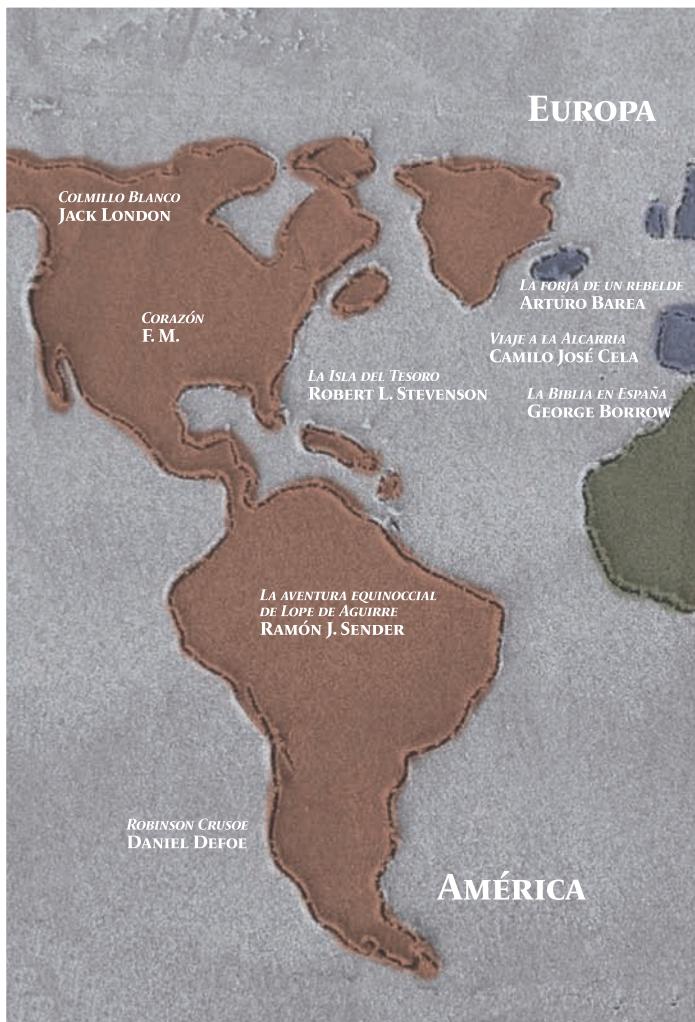 EUROPA
COLMILLO BLANCO
JACK LONDON
LA FORJA DE UN REBELDE
ARTURO BAREA
CORAZÓN
F. M.
VIAJE A LA ALCARRIA
CAMILO JOSÉ CELA
LA ISLA DEL TESORO
ROBERT L. STEVENSON
LA BIBLIA EN ESPAÑA
GEORGE BORROW
LA AVENTURA EQUINOCCIAL
DE LOPE DE AGUIRRE
RAMÓN J. SENDER
ROBINSON CRUSOE
DANIEL DEFOE
AMÉRICA